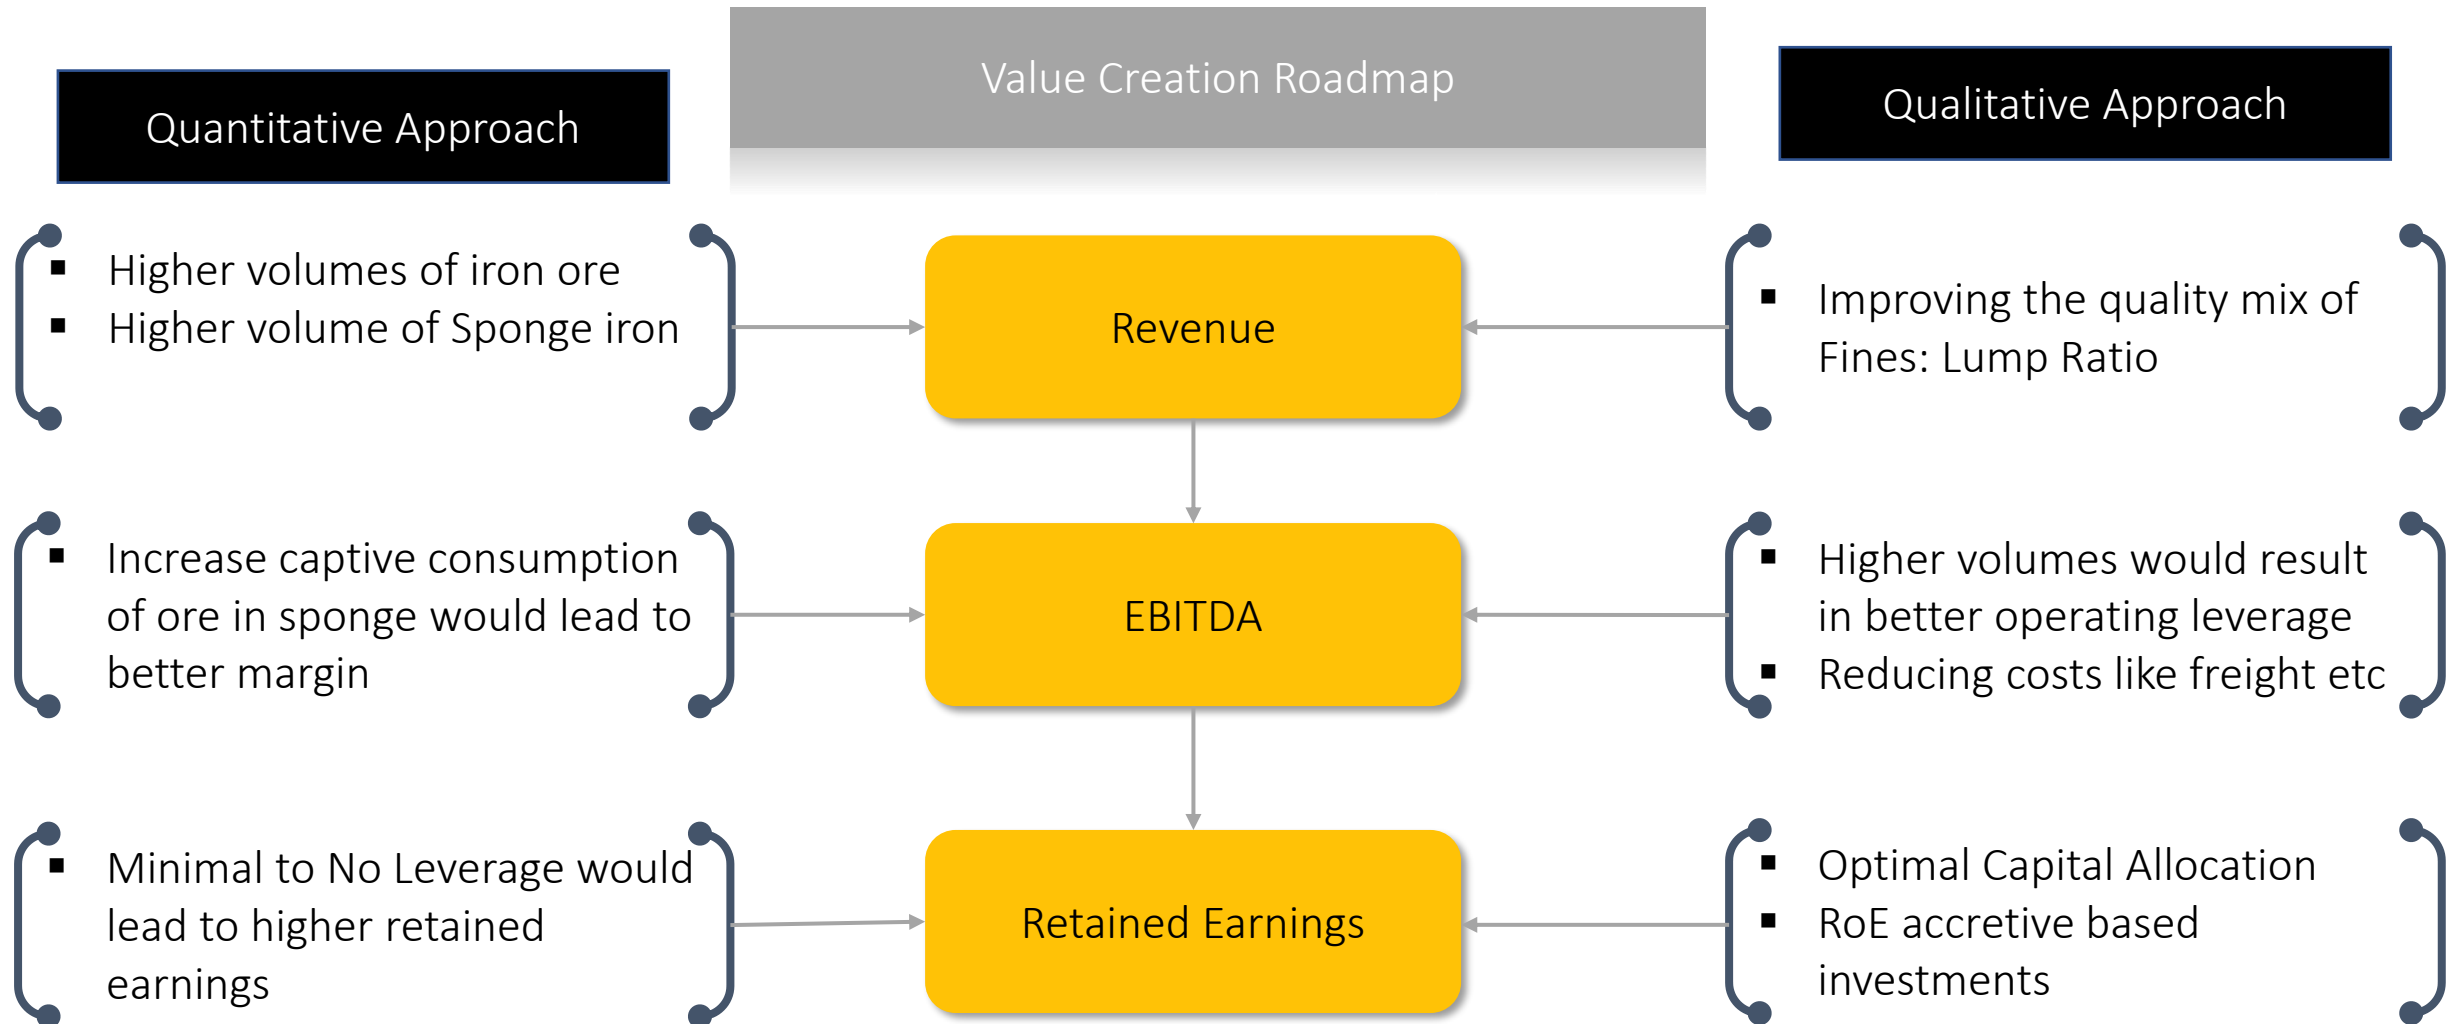 Value Creation Roadmap
Quantitative Approach
Qualitative Approach
▪ Higher volumes of iron ore
▪ Higher volume of Sponge iron
Revenue
▪ Improving the quality mix of
Fines: Lump Ratio
▪ Increase captive consumption
of ore in sponge would lead to
better margin
EBITDA
▪ Higher volumes would result
in better operating leverage
▪ Reducing costs like freight etc
▪ Minimal to No Leverage would
lead to higher retained
earnings
Retained Earnings
▪ Optimal Capital Allocation
▪ RoE accretive based
investments